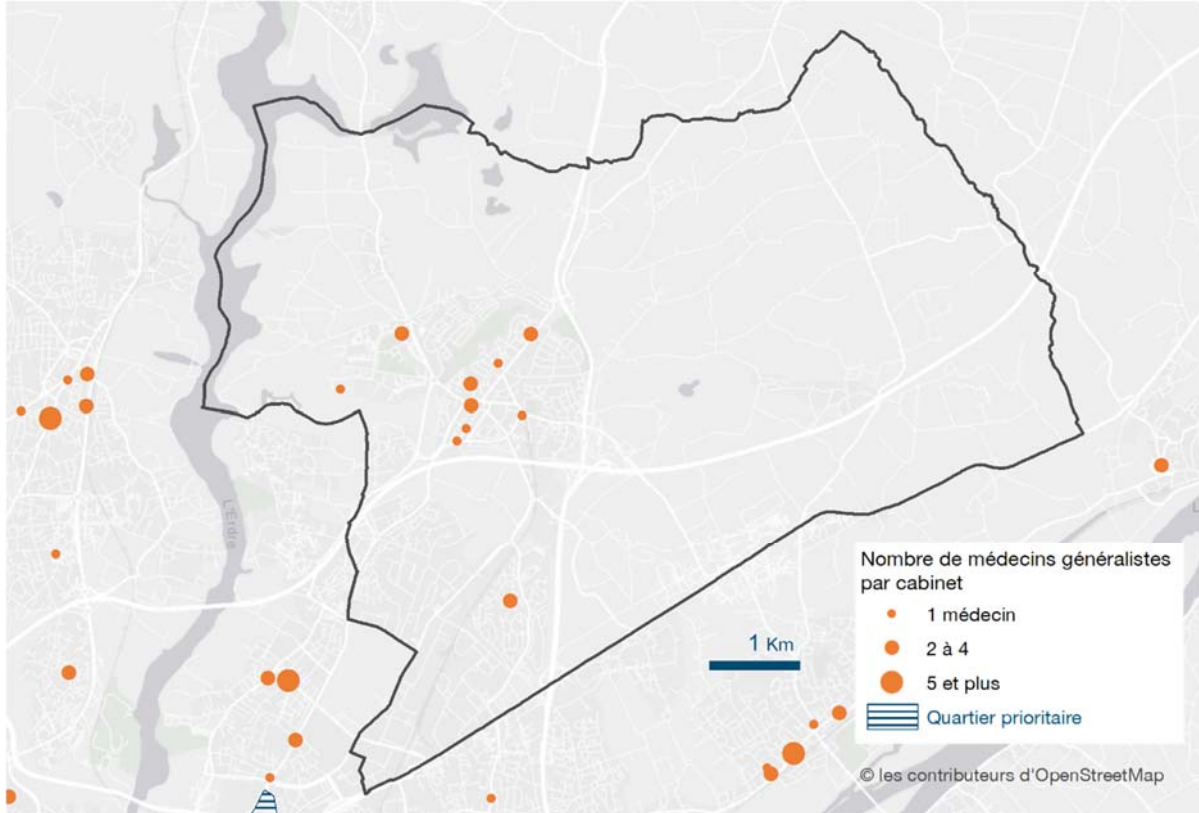 L'Erdre
1 Km
L
Nombre de médecins généralistes
par cabinet
1 médecin
2 à 4
5 et plus
Quartier prioritaire
© les contributeurs d'OpenStreetMap